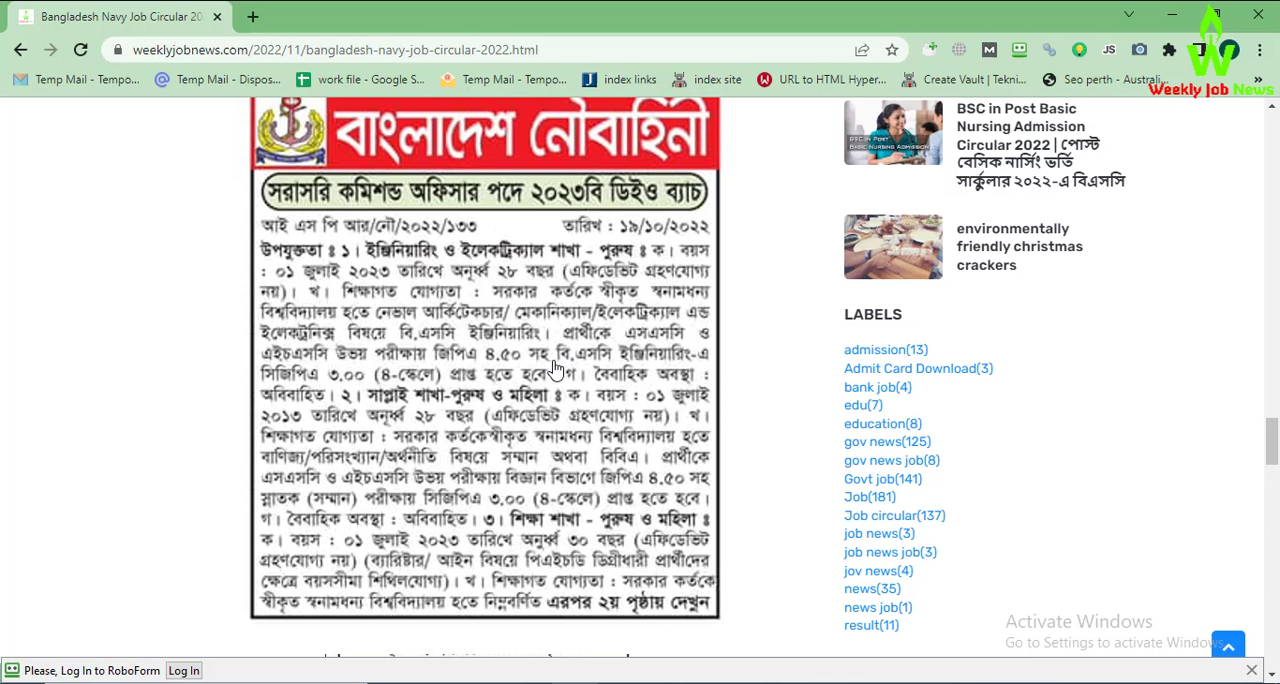 Bangladesh Navy Job Circular 20
weeklyjobnews.com/2022/11/bangladesh-navy-job-circular-2022.html
Temp Mail - Tempo...
Temp Mail - Dispos...
work file - Google S...
Temp Mail - Tempo...
index links
index site
URL to HTML Hyper...
Create Vault | Tekni...
Seo perth - Australi...
Weekly Job News
বাংলাদেশ নৌবাহিনী
সরাসরি কমিশন্ড অফিসার পদে ২০২৩বি ডিইও ব্যাচ
আই এস পি আর/নৌ/২০২২/১৩৩ তারিখ : ১৯/১০/২০২২
উপযুক্ততা ঃ ১। ইঞ্জিনিয়ারিং ও ইলেকট্রিক্যাল শাখা - পুরুষ ঃ ক। বয়স
: ০১ জুলাই ২০২৩ তারিখে অনূর্ধ্ব ২৮ বছর (এফিডেভিট গ্রহণযোগ্য
নয়)। খ। শিক্ষাগত যোগ্যতা : সরকার কর্তৃক স্বীকৃত স্বনামধন্য
বিশ্ববিদ্যালয় হতে নেভাল আর্কিটেকচার/ মেকানিক্যাল/ইলেকট্রিক্যাল এন্ড
ইলেকট্রনিক্স বিষয়ে বি.এসসি ইঞ্জিনিয়ারিং। প্রার্থীকে এসএসসি ও
এইচএসসি উভয় পরীক্ষায় জিপিএ ৪.৫০ সহ বি.এসসি ইঞ্জিনিয়ারিং-এ
সিজিপিএ ৩.০০ (৪-স্কেলে) প্রাপ্ত হতে হবে। গ। বৈবাহিক অবস্থা :
অবিবাহিত। ২। সাপ্লাই শাখা-পুরুষ ও মহিলা ঃ ক। বয়স : ০১ জুলাই
২০১৩ তারিখে অনূর্ধ্ব ২৮ বছর (এফিডেভিট গ্রহণযোগ্য নয়)। খ।
শিক্ষাগত যোগ্যতা : সরকার কর্তৃকস্বীকৃত স্বনামধন্য বিশ্ববিদ্যালয় হতে
বাণিজ্য/পরিসংখ্যান/অর্থনীতি বিষয়ে সম্মান অথবা বিবিএ। প্রার্থীকে
এসএসসি ও এইচএসসি উভয় পরীক্ষায় বিজ্ঞান বিভাগে জিপিএ ৪.৫০ সহ
স্নাতক (সম্মান) পরীক্ষায় সিজিপিএ ৩.০০ (৪-স্কেলে) প্রাপ্ত হতে হবে।
গ। বৈবাহিক অবস্থা : অবিবাহিত। ৩। শিক্ষা শাখা - পুরুষ ও মহিলা ঃ
ক। বয়স : ০১ জুলাই ২০২৩ তারিখে অনূর্ধ্ব ৩০ বছর (এফিডেভিট
গ্রহণযোগ্য নয়) (ব্যারিষ্টার/ আইন বিষয়ে পিএইচডি ডিগ্রীধারী প্রার্থীদের
ক্ষেত্রে বয়সসীমা শিথিলযোগ্য)। খ। শিক্ষাগত যোগ্যতা : সরকার কর্তৃক
স্বীকৃত স্বনামধন্য বিশ্ববিদ্যালয় হতে নিম্নবর্ণিত এরপর ২য় পৃষ্ঠায় দেখুন
BSC in Post Basic
Nursing Admission
Circular 2022 | পোস্ট
বেসিক নার্সিং ভর্তি
সার্কুলার ২০২২-এ বিএসসি
BSC IN POST
BASIC NURSING ADMISSION
environmentally
friendly christmas
crackers
LABELS
admission(13)
Admit Card Download(3)
bank job(4)
edu(7)
education(8)
gov news(125)
gov news job(8)
Govt job(141)
Job(181)
Job circular(137)
job news(3)
job news job(3)
jov news(4)
news(35)
news job(1)
result(11)
Activate Windows
Go to Settings to activate Windows
Please, Log In to RoboForm Log In